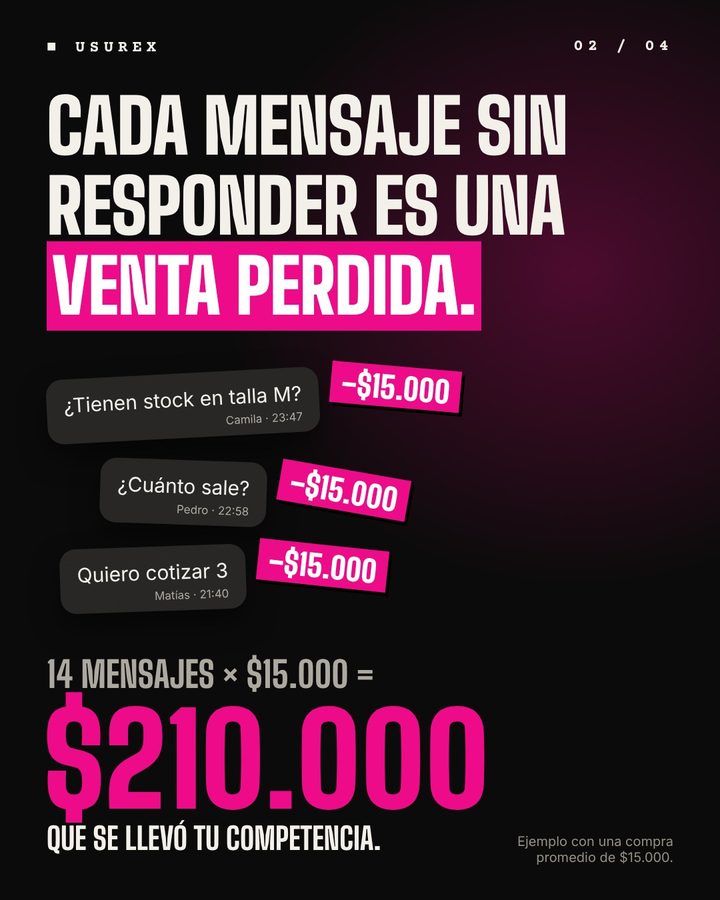 USUREX
02 / 04
CADA MENSAJE SIN
RESPONDER ES UNA
VENTA PERDIDA.
¿Tienen stock en talla M?
Camila · 23:47
–$15.000
¿Cuánto sale?
Pedro · 22:58
–$15.000
Quiero cotizar 3
Matías · 21:40
–$15.000
14 MENSAJES × $15.000 =
$210.000
QUE SE LLEVÓ TU COMPETENCIA.
Ejemplo con una compra
promedio de $15.000.